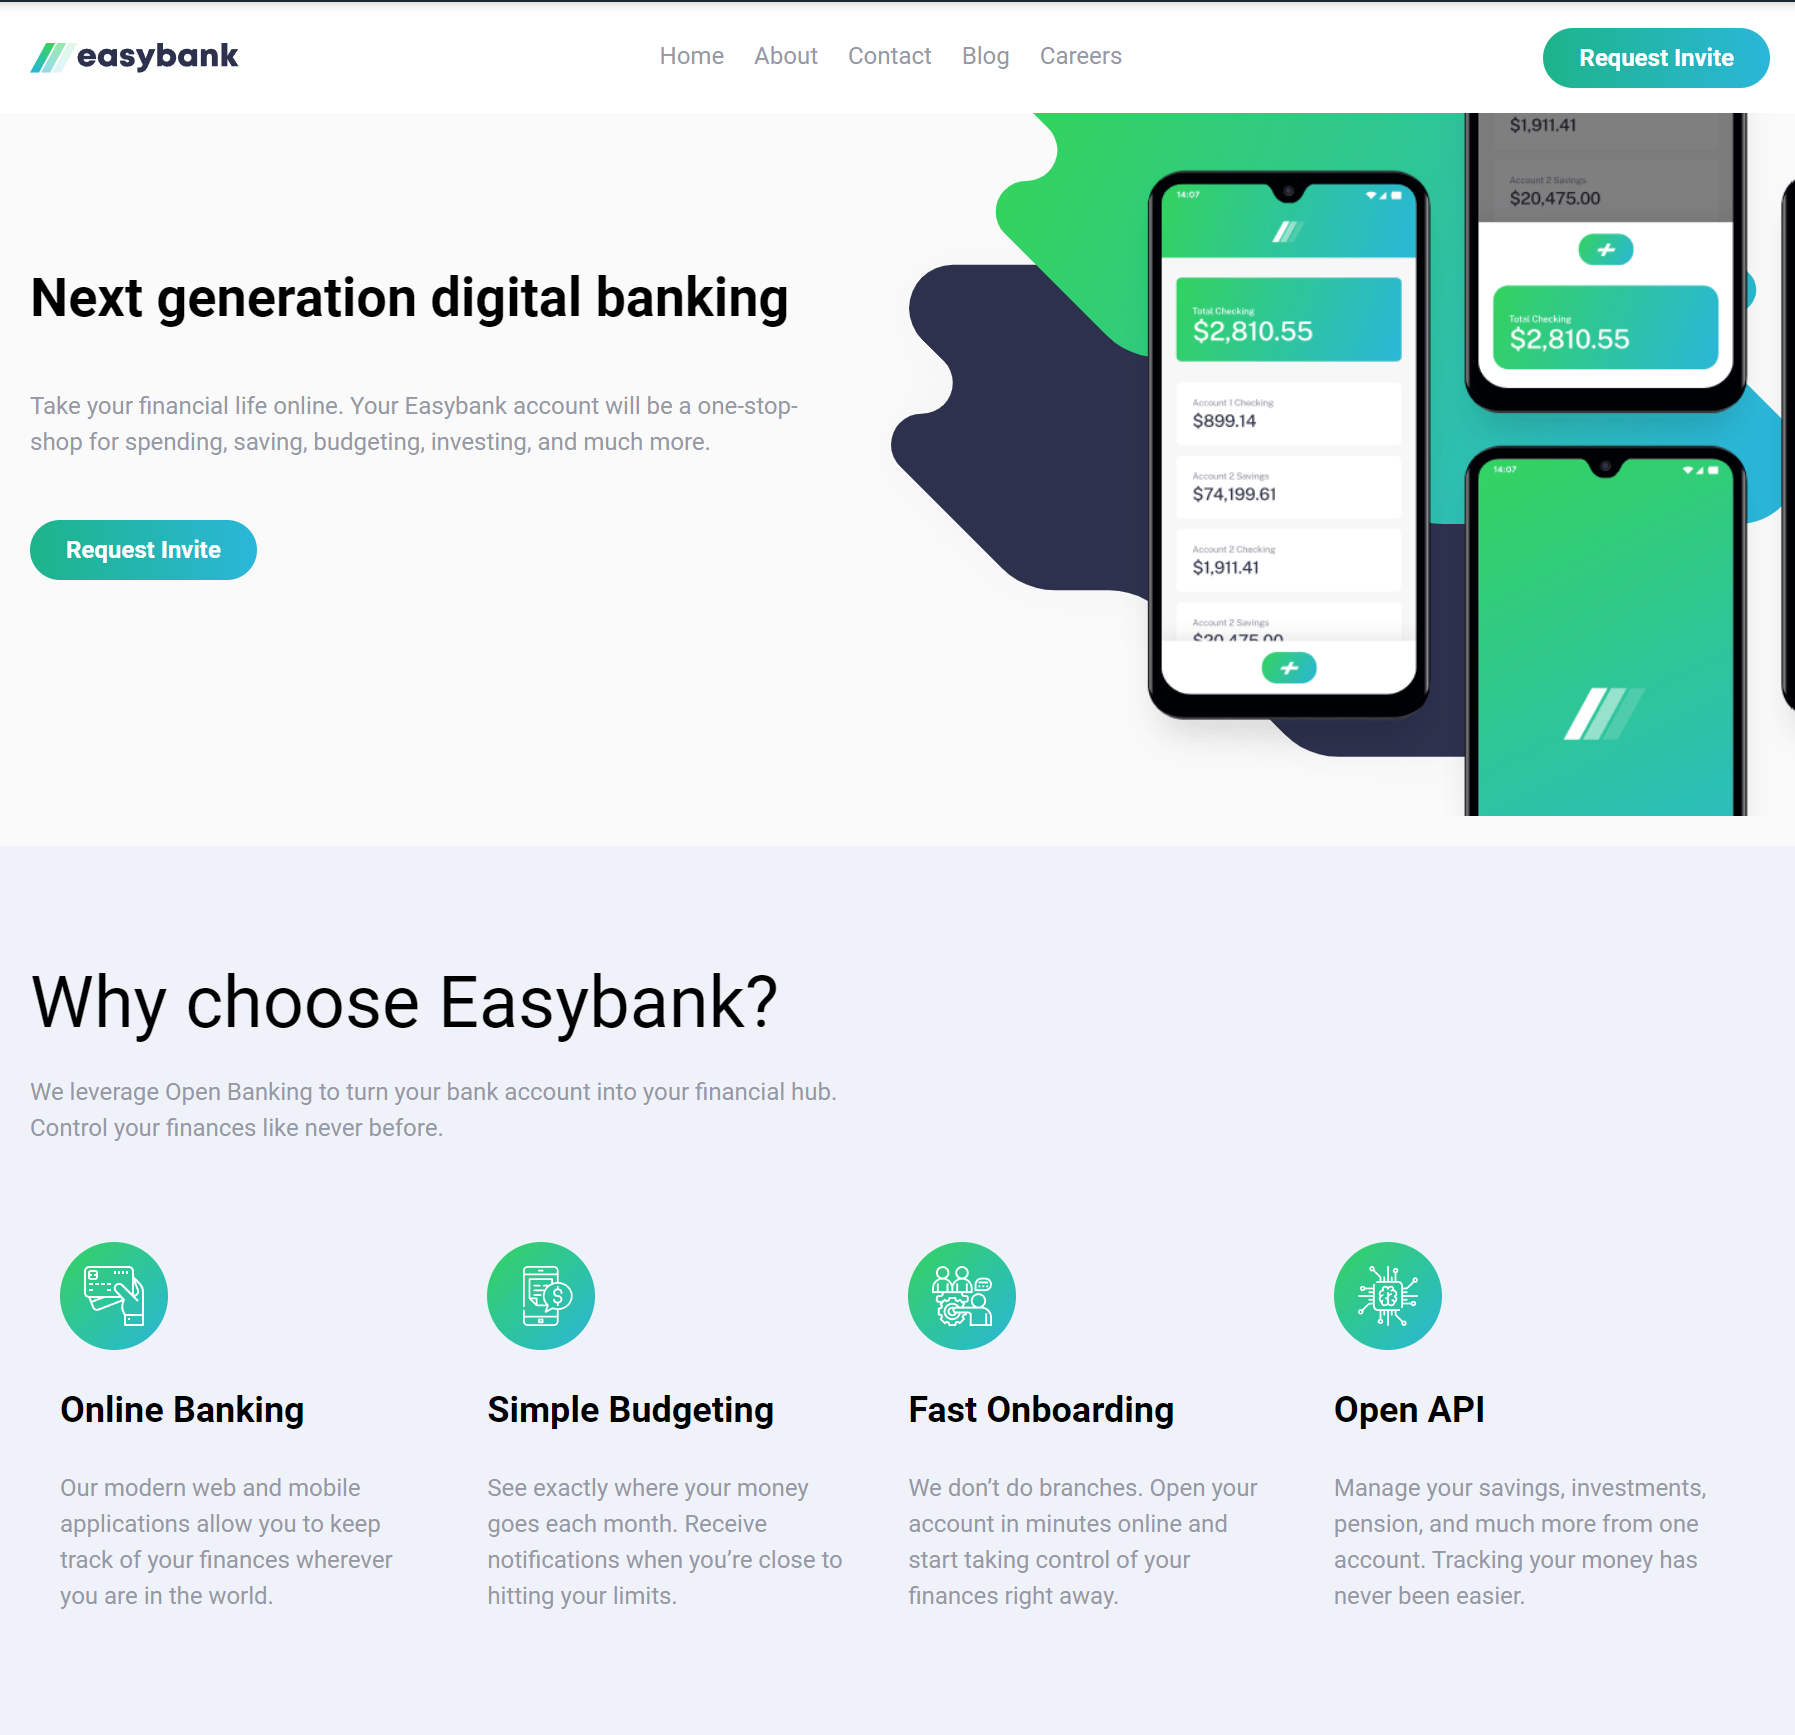 easybank
Home About Contact Blog Careers
Request Invite
Next generation digital banking
Take your financial life online. Your Easybank account will be a one-stop-
shop for spending, saving, budgeting, investing, and much more.
Request Invite
14:07
Total Checking
$2,810.55
Account 1 Checking
$899.14
Account 2 Savings
$74,199.61
Account 2 Checking
$1,911.41
Account 2 Savings
$20,475.00
$1,911.41
Account 2 Savings
$20,475.00
Total Checking
$2,810.55
14:07
Why choose Easybank?
We leverage Open Banking to turn your bank account into your financial hub.
Control your finances like never before.
Online Banking
Our modern web and mobile
applications allow you to keep
track of your finances wherever
you are in the world.
Simple Budgeting
See exactly where your money
goes each month. Receive
notifications when you’re close to
hitting your limits.
Fast Onboarding
We don’t do branches. Open your
account in minutes online and
start taking control of your
finances right away.
Open API
Manage your savings, investments,
pension, and much more from one
account. Tracking your money has
never been easier.